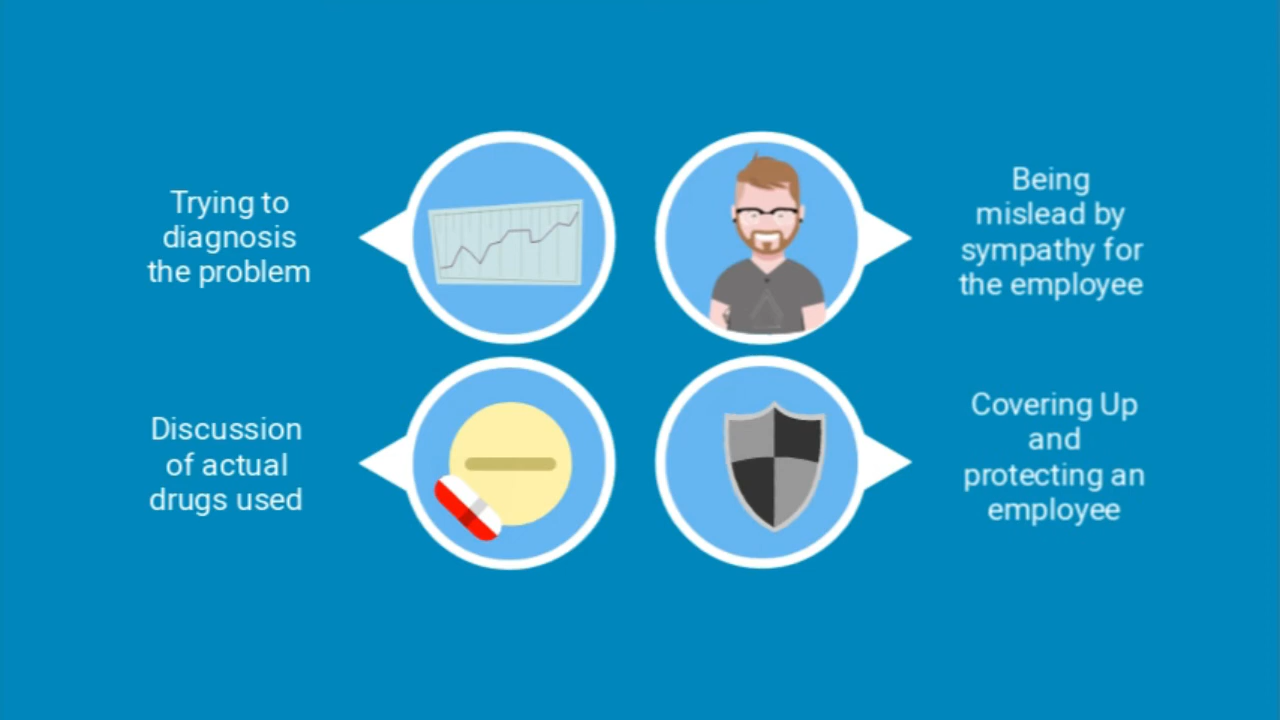 Trying to
diagnosis
the problem
Being
mislead by
sympathy for
the employee
Discussion
of actual
drugs used
Covering Up
and
protecting an
employee